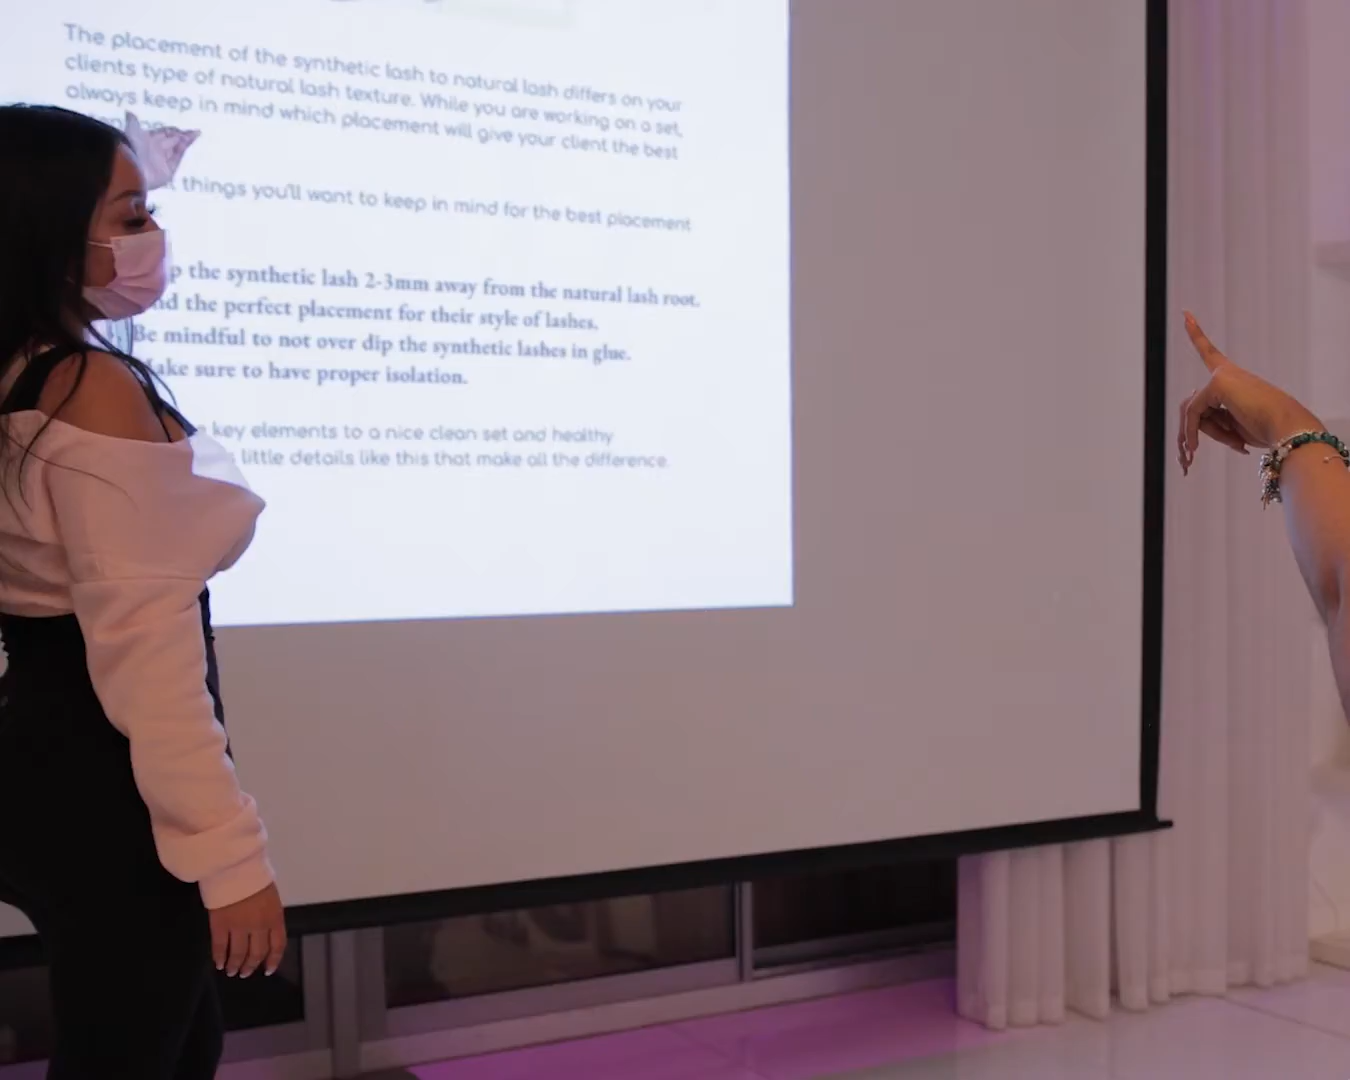 The placement of the synthetic lash to natural lash differs on your
clients type of natural lash texture. While you are working on a set,
always keep in mind which placement will give your client the best
things you'll want to keep in mind for the best placement
the synthetic lash 2-3mm away from the natural lash root.
the perfect placement for their style of lashes.
Be mindful to not over dip the synthetic lashes in glue.
Make sure to have proper isolation.
key elements to a nice clean set and healthy
little details like this that make all the difference.